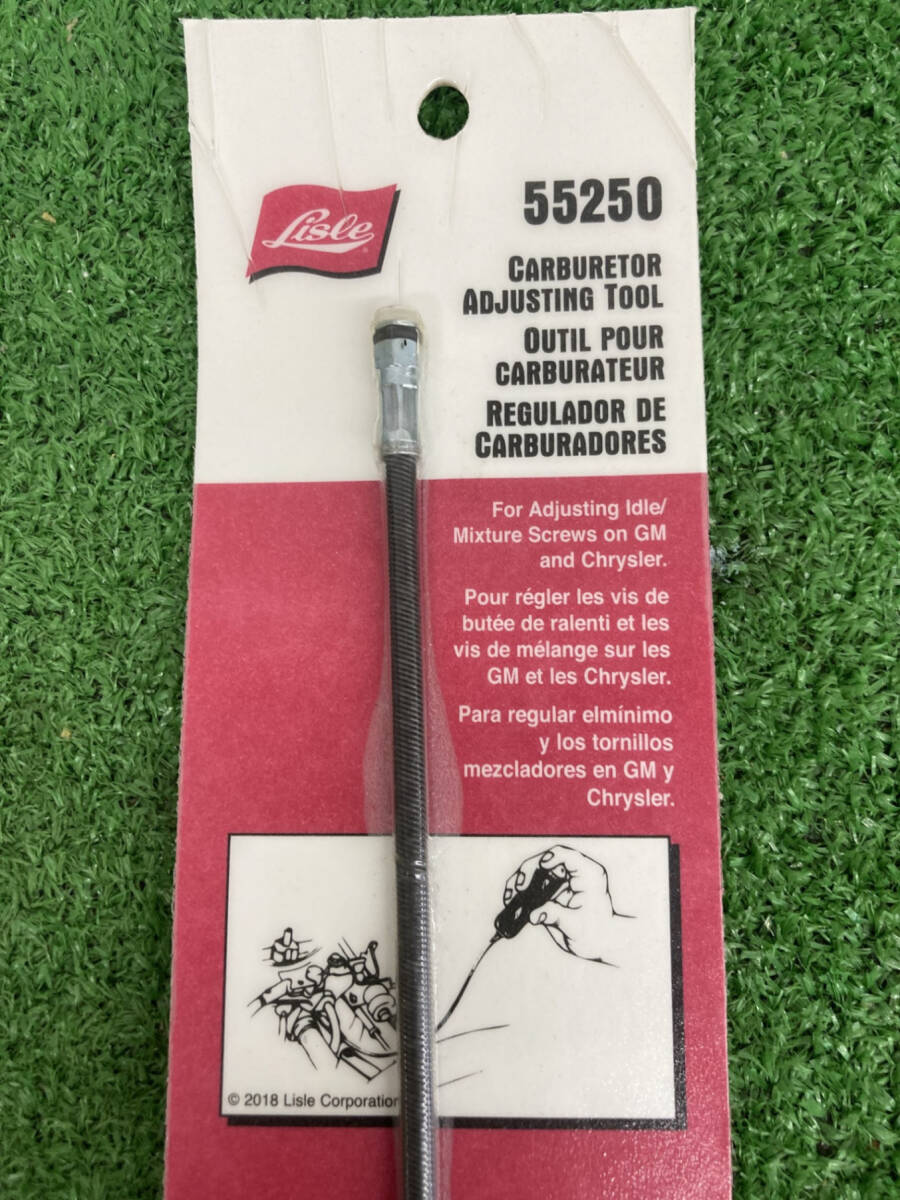 Lisle
55250
CARBURETOR
ADJUSTING TOOL
OUTIL POUR
CARBURATEUR
REGULADOR DE
CARBURADORES
For Adjusting Idle/
Mixture Screws on GM
and Chrysler.
Pour régler les vis de
butée de ralenti et les
vis de mélange sur les
GM et les Chrysler.
Para regular elmínimo
y los tornillos
mezcladores en GM y
Chrysler.
© 2018 Lisle Corporation